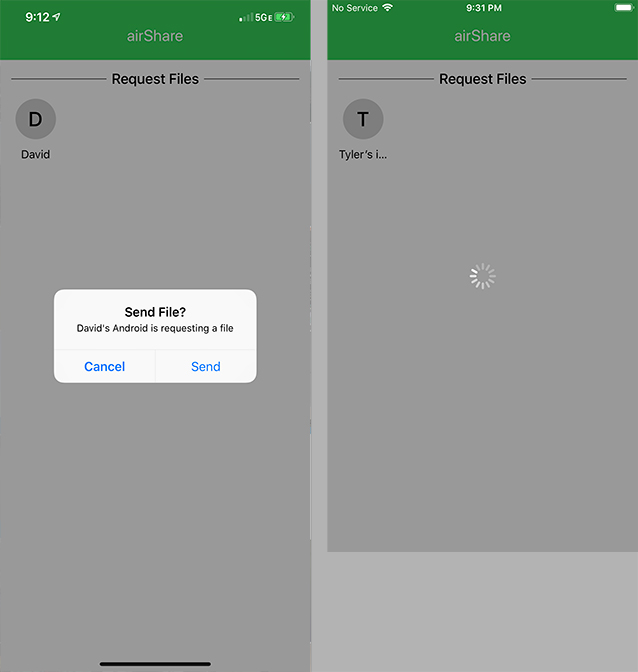 9:12
5GE
airShare
Request Files
D
David
Send File?
David's Android is requesting a file
Cancel
Send
No Service
9:31 PM
airShare
Request Files
T
Tyler's i...